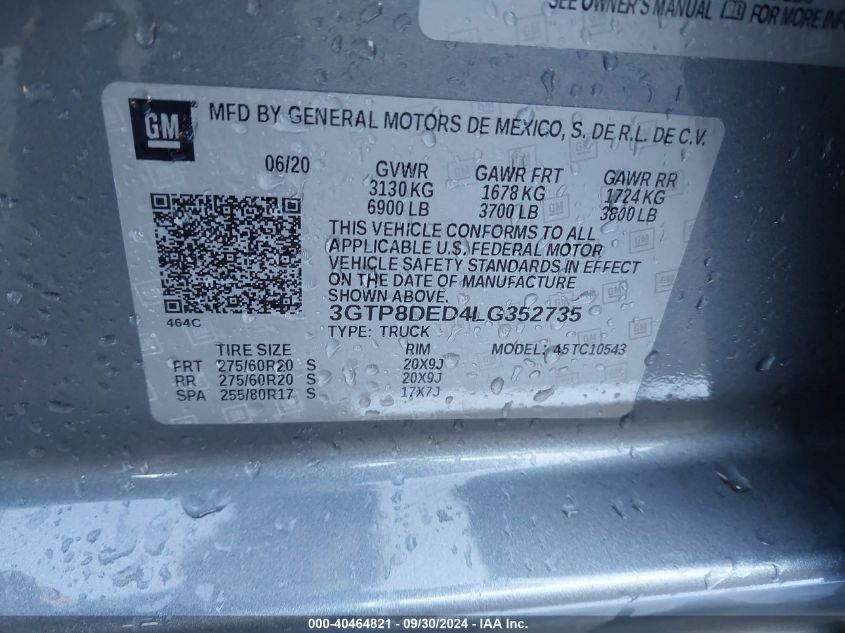 SEE OWNER'S MANUAL FOR MORE INF
GM
MFD BY GENERAL MOTORS DE MEXICO, S. DE R.L. DE C.V.
06/20 GVWR GAWR FRT GAWR RR
3130 KG 1678 KG 1724 KG
6900 LB 3700 LB 3800 LB
THIS VEHICLE CONFORMS TO ALL
APPLICABLE U.S. FEDERAL MOTOR
VEHICLE SAFETY STANDARDS IN EFFECT
ON THE DATE OF MANUFACTURE
SHOWN ABOVE.
3GTP8DED4LG352735
464C
TYPE: TRUCK
TIRE SIZE RIM MODEL: 45TC10543
FRT 275/60R20 S 20X9J
RR 275/60R20 S 20X9J
SPA 255/80R17 S 17X7J
000-40464821 - 09/30/2024 - IAA Inc.